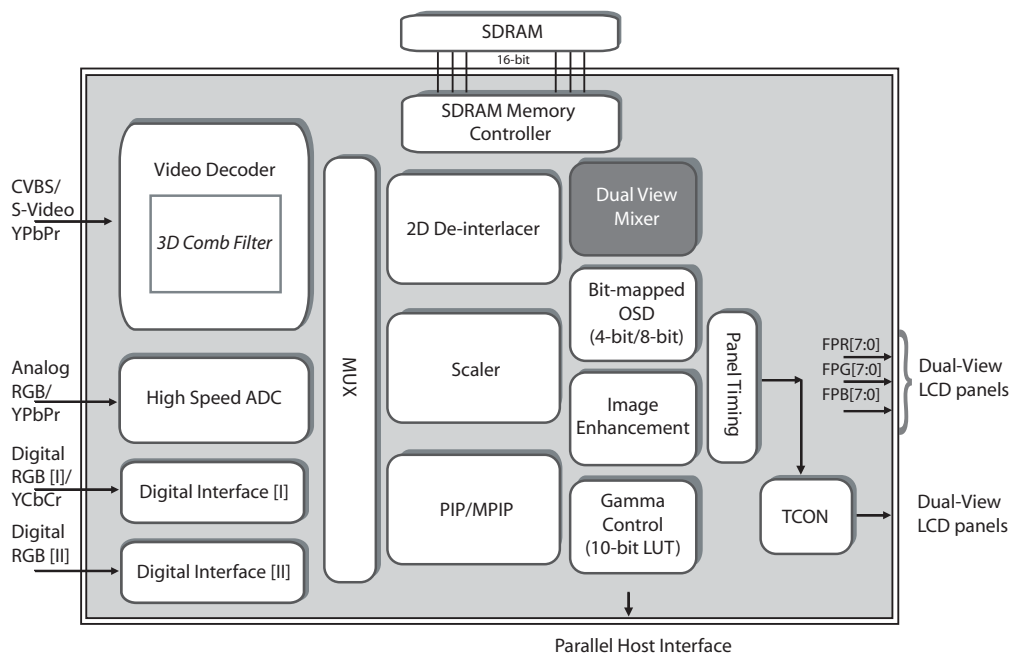 SDRAM
16-bit
SDRAM Memory
Controller
Video Decoder
3D Comb Filter
CVBS/
S-Video
YPbPr
Analog
RGB/
YPbPr
High Speed ADC
Digital
RGB [I]/
YCbCr
Digital Interface [I]
Digital
RGB [II]
Digital Interface [II]
MUX
2D De-interlacer
Scaler
PIP/MPIP
Dual View
Mixer
Bit-mapped
OSD
(4-bit/8-bit)
Image
Enhancement
Gamma
Control
(10-bit LUT)
Panel Timing
TCON
FPR[7:0]
FPG[7:0]
FPB[7:0]
Dual-View
LCD panels
Dual-View
LCD panels
Parallel Host Interface